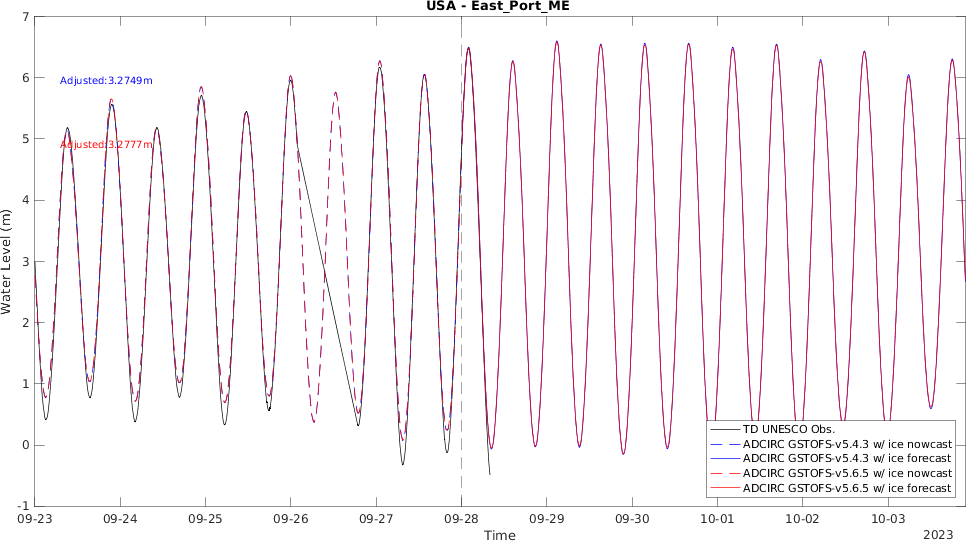 USA - East_Port_ME
7
6
5
4
3
2
1
0
-1
Water Level (m)
Adjusted:3.2749m
Adjusted:3.2777m
TD UNESCO Obs.
ADCIRC GSTOFS-v5.4.3 w/ ice nowcast
ADCIRC GSTOFS-v5.4.3 w/ ice forecast
ADCIRC GSTOFS-v5.6.5 w/ ice nowcast
ADCIRC GSTOFS-v5.6.5 w/ ice forecast
09-23 09-24 09-25 09-26 09-27 09-28 09-29 09-30 10-01 10-02 10-03
Time
2023